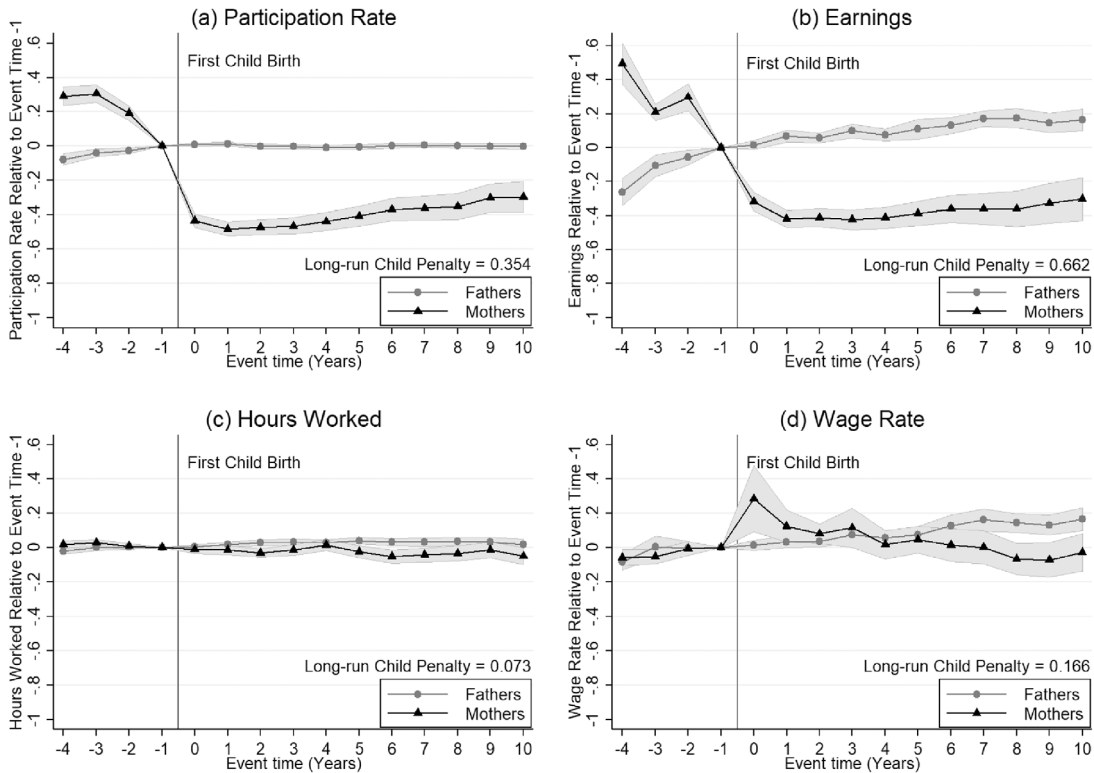 (a) Participation Rate
Participation Rate Relative to Event Time -1
.6
.4
.2
0
-.2
-.4
-.6
-.8
-1
First Child Birth
Long-run Child Penalty = 0.354
Fathers
Mothers
-4 -3 -2 -1 0 1 2 3 4 5 6 7 8 9 10
Event time (Years)
(b) Earnings
Earnings Relative to Event Time -1
.6
.4
.2
0
-.2
-.4
-.6
-.8
-1
First Child Birth
Long-run Child Penalty = 0.662
Fathers
Mothers
-4 -3 -2 -1 0 1 2 3 4 5 6 7 8 9 10
Event time (Years)
(c) Hours Worked
Hours Worked Relative to Event Time -1
.6
.4
.2
0
-.2
-.4
-.6
-.8
-1
First Child Birth
Long-run Child Penalty = 0.073
Fathers
Mothers
-4 -3 -2 -1 0 1 2 3 4 5 6 7 8 9 10
Event time (Years)
(d) Wage Rate
Wage Rate Relative to Event Time -1
.6
.4
.2
0
-.2
-.4
-.6
-.8
-1
First Child Birth
Long-run Child Penalty = 0.166
Fathers
Mothers
-4 -3 -2 -1 0 1 2 3 4 5 6 7 8 9 10
Event time (Years)